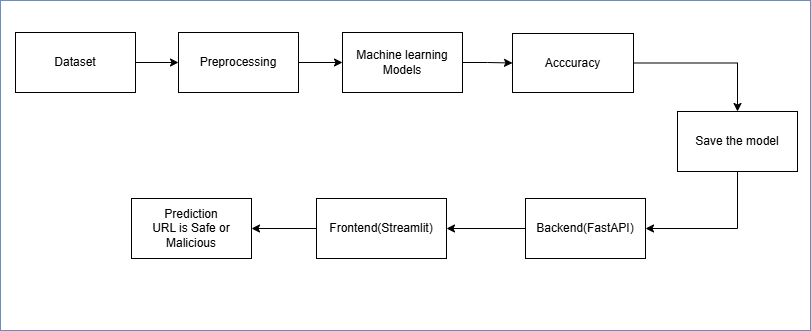 Dataset
Preprocessing
Machine learning
Models
Acccuracy
Save the model
Backend(FastAPI)
Frontend(Streamlit)
Prediction
URL is Safe or
Malicious